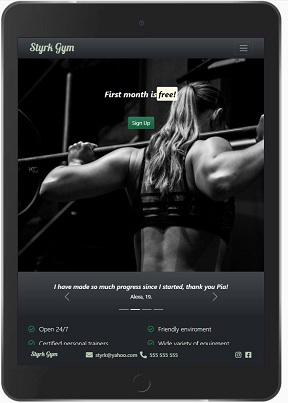 Styrk Gym
First month is free!
Sign Up
I have made so much progress since I started, thank you Pia!
Alexa, 19.
Open 24/7
Friendly enviroment
Certified personal trainers
Wide variety of equipment
Styrk Gym
styrk@yahoo.com
555 555 555